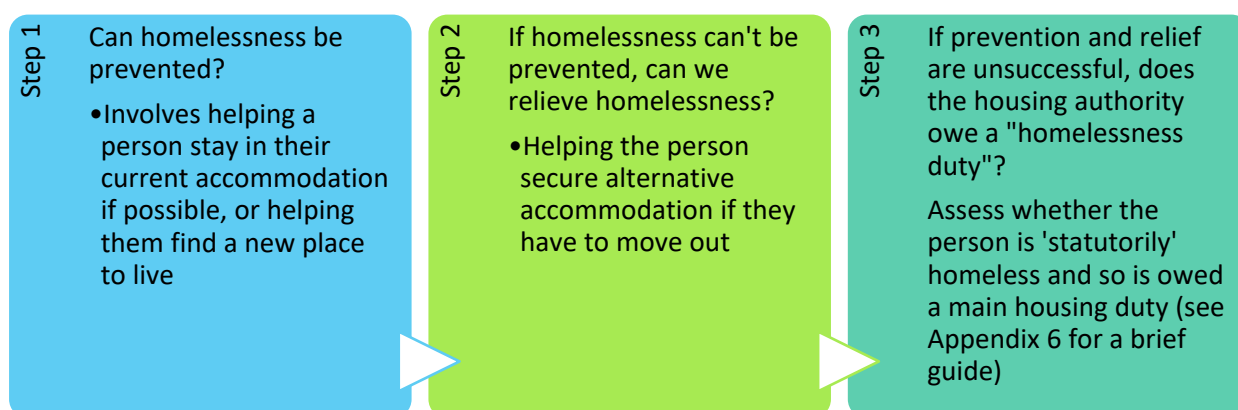 Step 1
Can homelessness be
prevented?
•Involves helping a
person stay in their
current accommodation
if possible, or helping
them find a new place
to live
Step 2
If homelessness can't be
prevented, can we
relieve homelessness?
•Helping the person
secure alternative
accommodation if they
have to move out
Step 3
If prevention and relief
are unsuccessful, does
the housing authority
owe a "homelessness
duty"?
Assess whether the
person is 'statutorily'
homeless and so is owed
a main housing duty (see
Appendix 6 for a brief
guide)